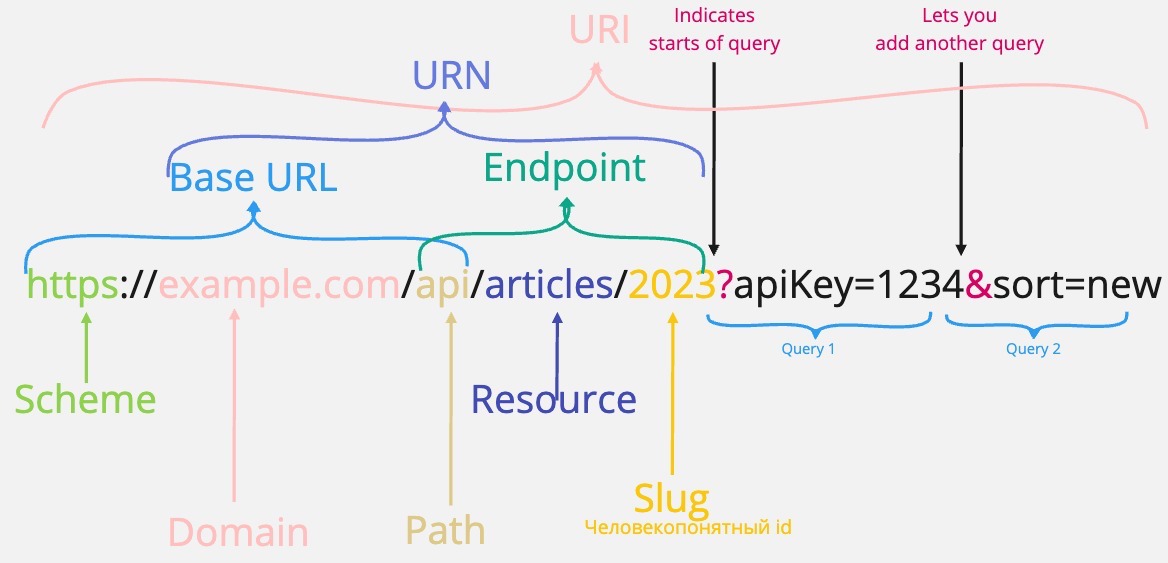 URI
Indicates
starts of query
Lets you
add another query
URN
Base URL
Endpoint
https://example.com/api/articles/2023?apiKey=1234&sort=new
Query 1
Query 2
Scheme
Resource
Slug
Человекопонятный id
Domain
Path